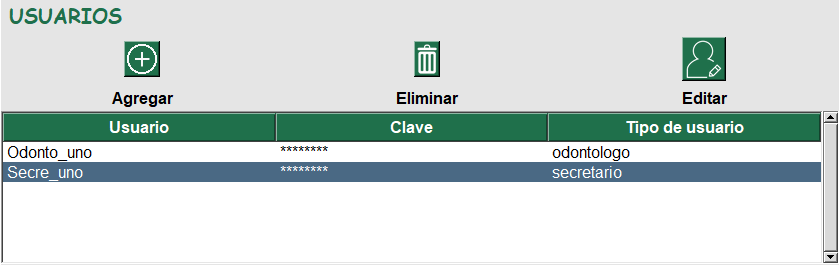 USUARIOS
Agregar Eliminar Editar
Usuario Clave Tipo de usuario
Odonto_uno ******** odontologo
Secre_uno ******** secretario